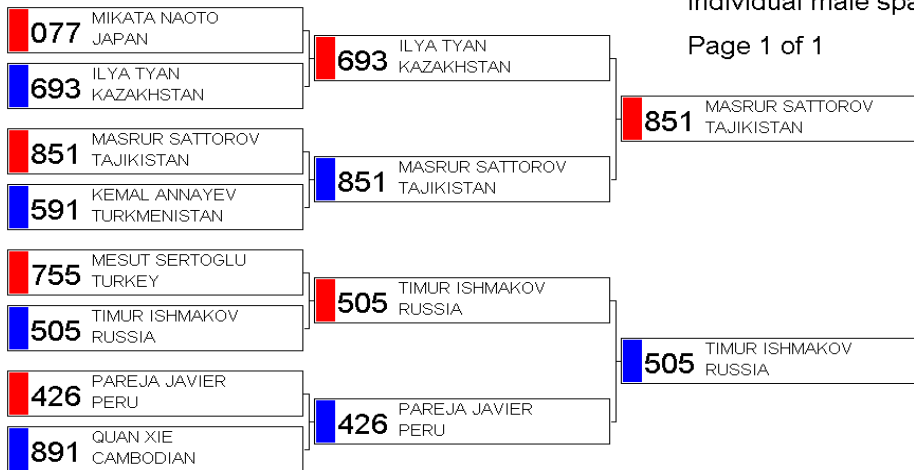 Individual male spa
Page 1 of 1
077 MIKATA NAOTO
JAPAN
693 ILYA TYAN
KAZAKHSTAN
851 MASRUR SATTOROV
TAJIKISTAN
591 KEMAL ANNAYEV
TURKMENISTAN
755 MESUT SERTOGLU
TURKEY
505 TIMUR ISHMAKOV
RUSSIA
426 PAREJA JAVIER
PERU
891 QUAN XIE
CAMBODIAN
693 ILYA TYAN
KAZAKHSTAN
851 MASRUR SATTOROV
TAJIKISTAN
505 TIMUR ISHMAKOV
RUSSIA
426 PAREJA JAVIER
PERU
851 MASRUR SATTOROV
TAJIKISTAN
505 TIMUR ISHMAKOV
RUSSIA